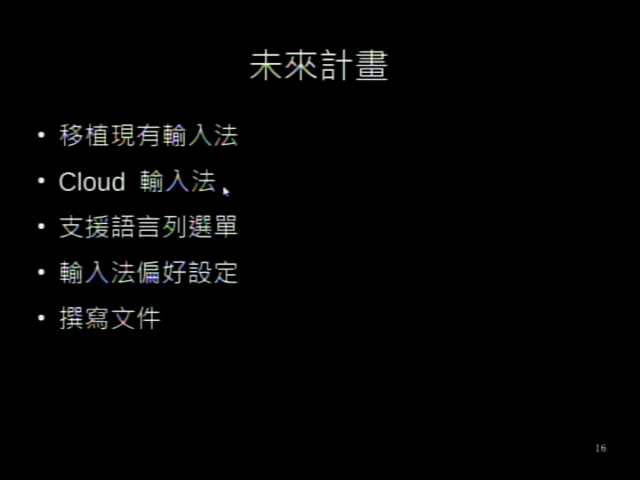 未來計畫
• 移植現有輸入法
• Cloud 輸入法
• 支援語言列選單
• 輸入法偏好設定
• 撰寫文件
16